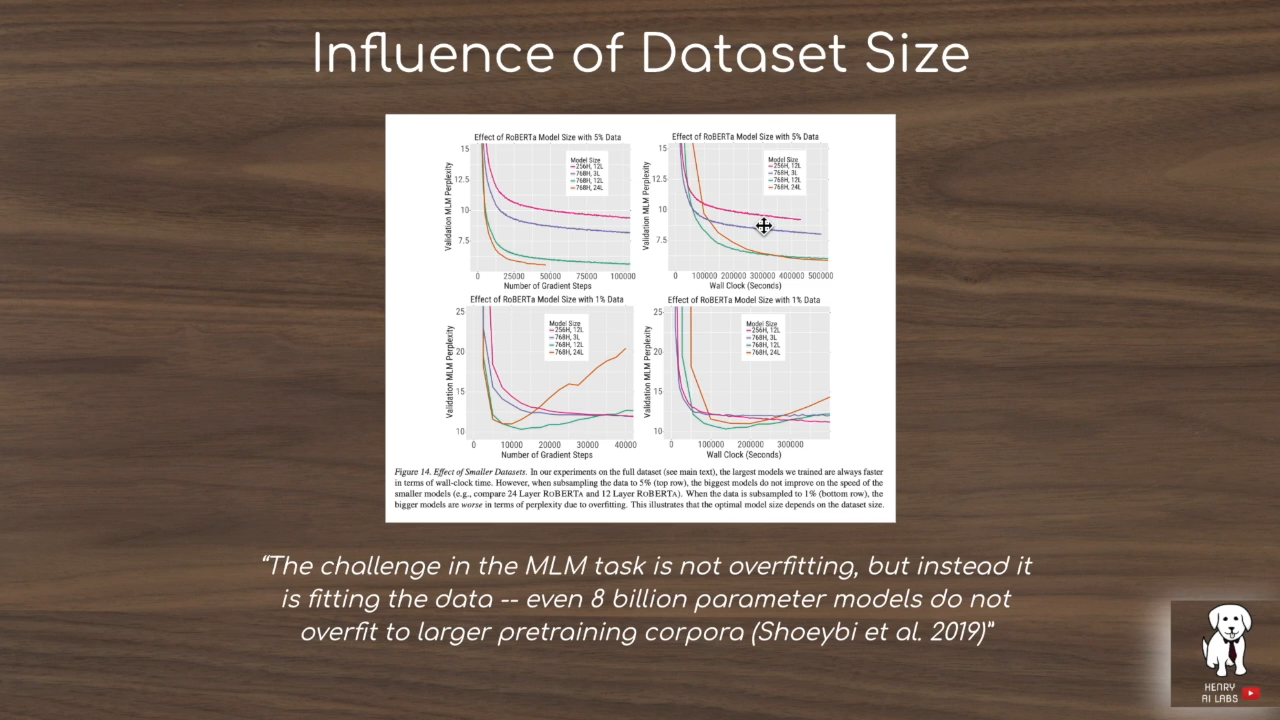 Influence of Dataset Size
Effect of RoBERTa Model Size with 5% Data
Validation MLM Perplexity
15
12.5
10
7.5
Model Size
256H, 12L
768H, 3L
768H, 12L
768H, 24L
0 25000 50000 75000 100000
Number of Gradient Steps
Effect of RoBERTa Model Size with 5% Data
Validation MLM Perplexity
15
12.5
10
7.5
Model Size
256H, 12L
768H, 3L
768H, 12L
768H, 24L
0 100000 200000 300000 400000 500000
Wall Clock (Seconds)
Effect of RoBERTa Model Size with 1% Data
Validation MLM Perplexity
25
20
15
10
Model Size
256H, 12L
768H, 3L
768H, 12L
768H, 24L
0 10000 20000 30000 40000
Number of Gradient Steps
Effect of RoBERTa Model Size with 1% Data
Validation MLM Perplexity
25
20
15
10
Model Size
256H, 12L
768H, 3L
768H, 12L
768H, 24L
0 100000 200000 300000
Wall Clock (Seconds)
Figure 14. Effect of Smaller Datasets. In our experiments on the full dataset (see main text), the largest models we trained are always faster
in terms of wall-clock time. However, when subsampling the data to 5% (top row), the biggest models do not improve on the speed of the
smaller models (e.g., compare 24 Layer ROBERTA and 12 Layer ROBERTA). When the data is subsampled to 1% (bottom row), the
bigger models are worse in terms of perplexity due to overfitting. This illustrates that the optimal model size depends on the dataset size.
“The challenge in the MLM task is not overfitting, but instead it
is fitting the data -- even 8 billion parameter models do not
overfit to larger pretraining corpora (Shoeybi et al. 2019)”
HENRY
AI LABS